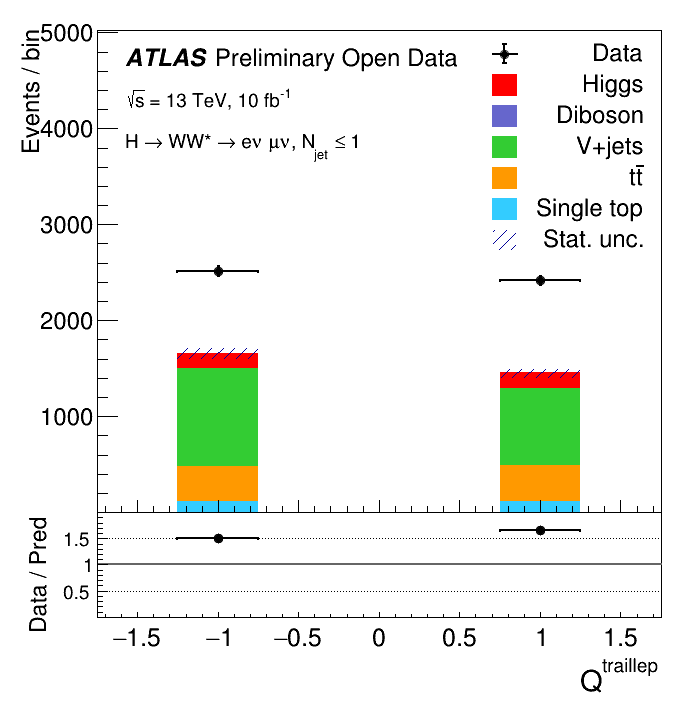 Events / bin
5000
4000
3000
2000
1000
ATLAS Preliminary Open Data
√s = 13 TeV, 10 fb⁻¹
H → WW* → eν μν, N_jet ≤ 1
Data
Higgs
Diboson
V+jets
tt̄
Single top
Stat. unc.
Data / Pred
1.5
1
0.5
−1.5 −1 −0.5 0 0.5 1 1.5
Q^traillep